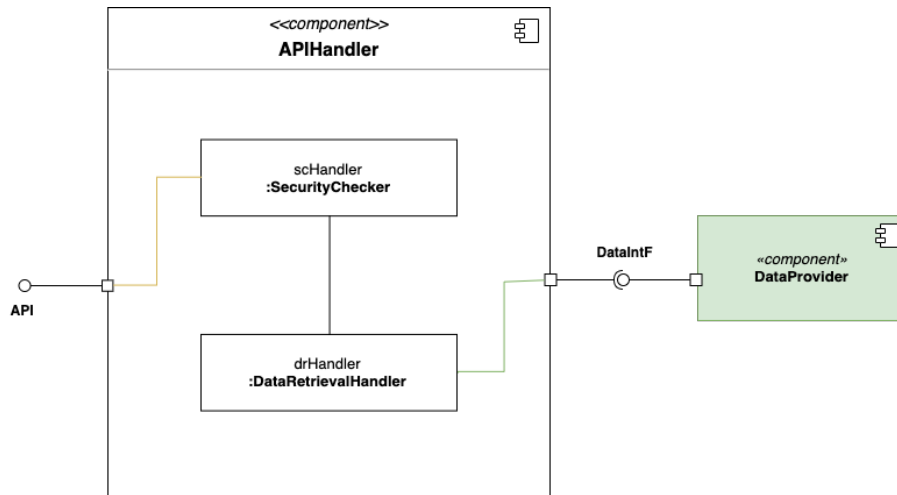 <<component>>
APIHandler
scHandler
:SecurityChecker
API
drHandler
:DataRetrievalHandler
DataIntF
«component»
DataProvider